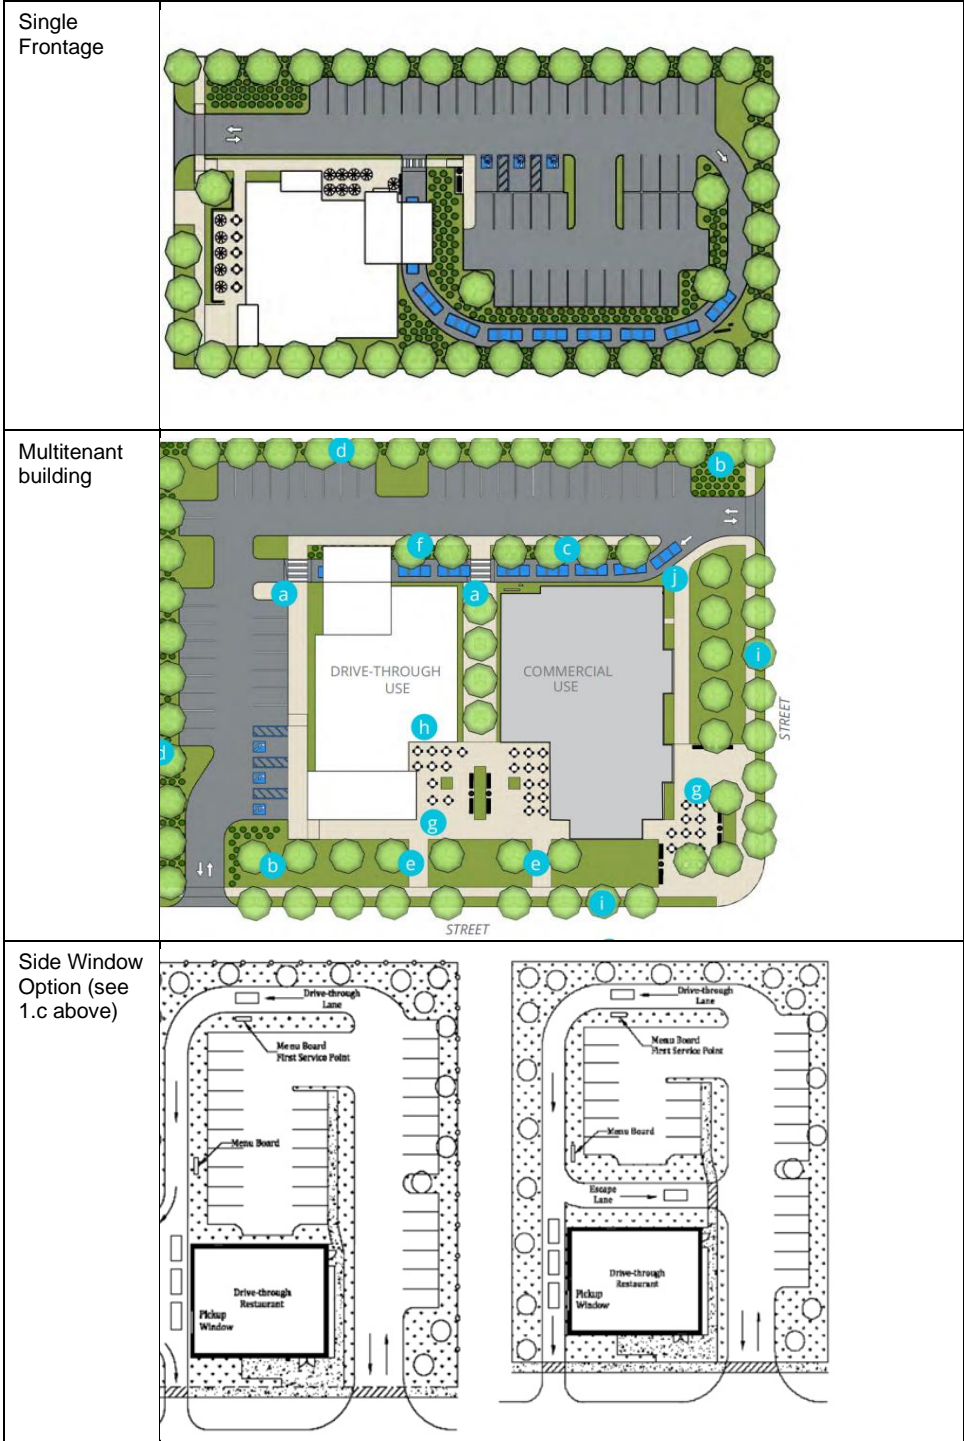 Single
Frontage
Multitenant
building
d
b
f
c
a
a
j
DRIVE-THROUGH
USE
COMMERCIAL
USE
i
STREET
h
d
g
g
b
e
e
i
STREET
Side Window
Option (see
1.c above)
Drive-through
Lane
Menu Board
First Service Point
Menu Board
Drive-through
Restaurant
Pickup
Window
Drive-through
Lane
Menu Board
First Service Point
Menu Board
Escape
Lane
Drive-through
Restaurant
Pickup
Window